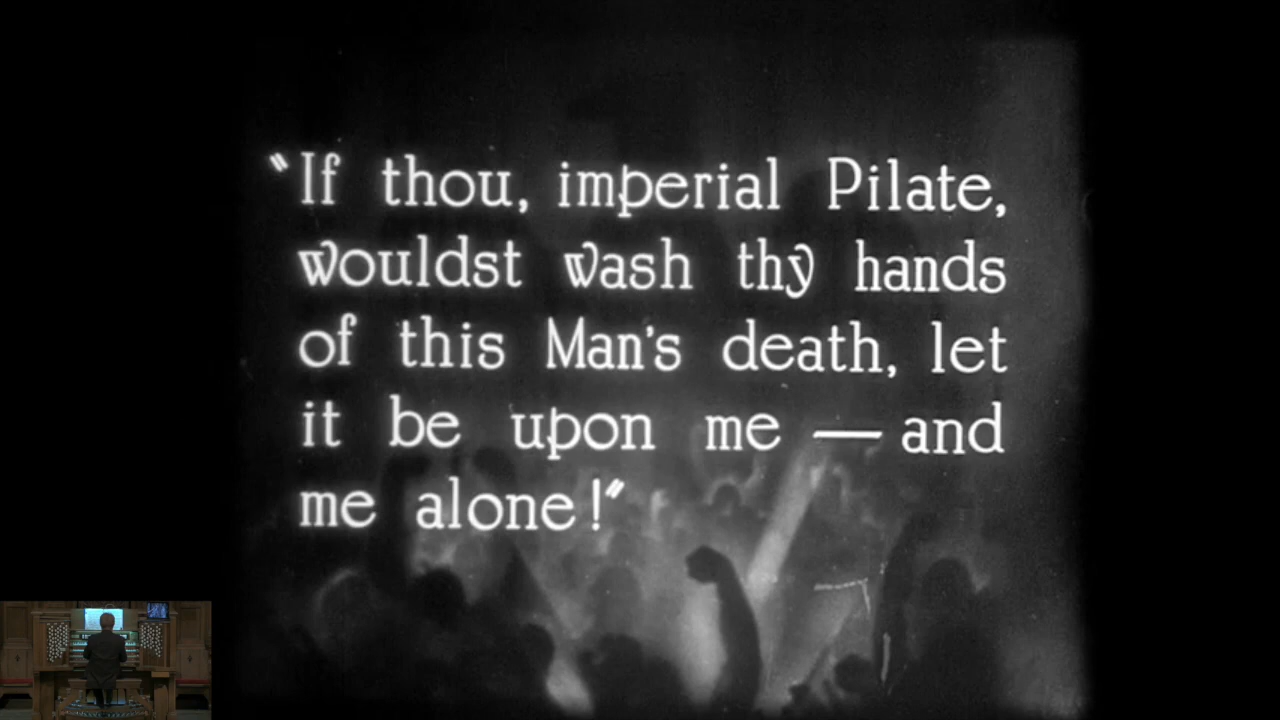 "If thou, imperial Pilate,
wouldst wash thy hands
of this Man's death, let
it be upon me — and
me alone!"